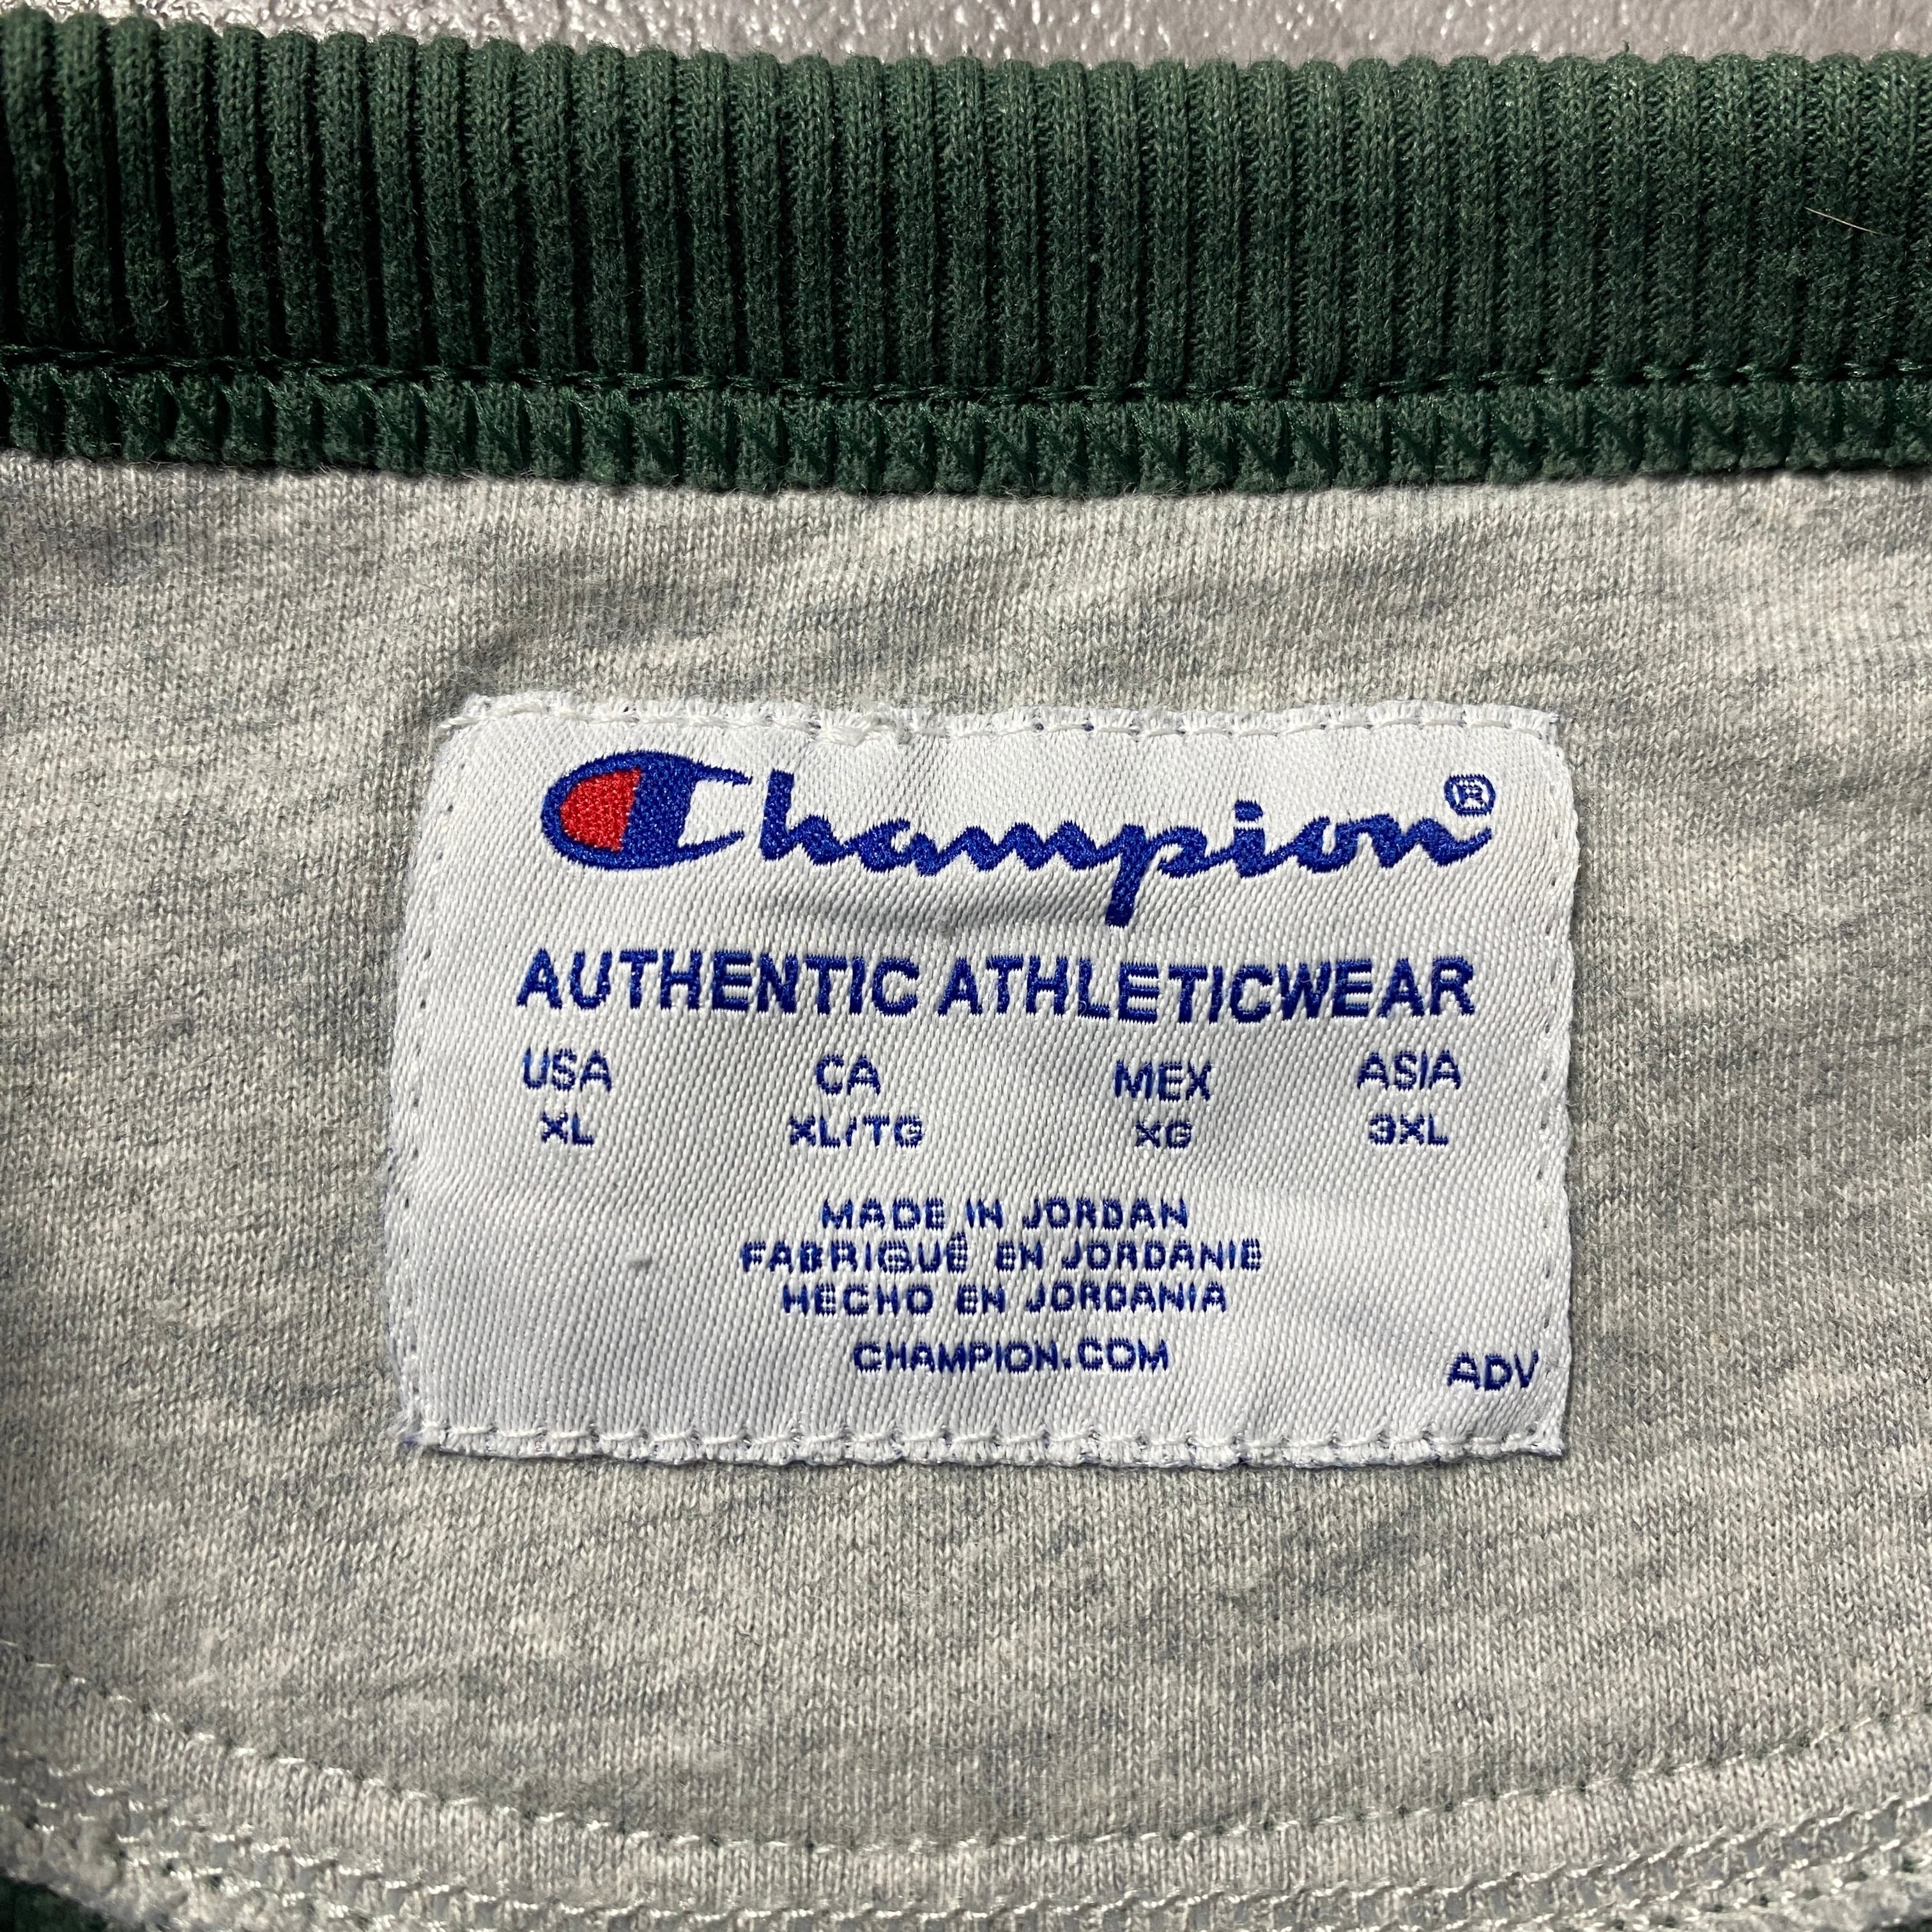 Champion®
AUTHENTIC ATHLETICWEAR
USA CA MEX ASIA
XL XL/TG XG 3XL
MADE IN JORDAN
FABRIQUÉ EN JORDANIE
HECHO EN JORDANIA
CHAMPION.COM
ADV